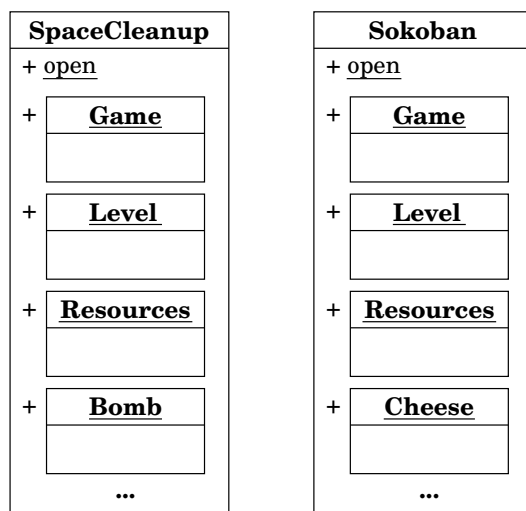 SpaceCleanup
+ open
+ Game
+ Level
+ Resources
+ Bomb
...
Sokoban
+ open
+ Game
+ Level
+ Resources
+ Cheese
...